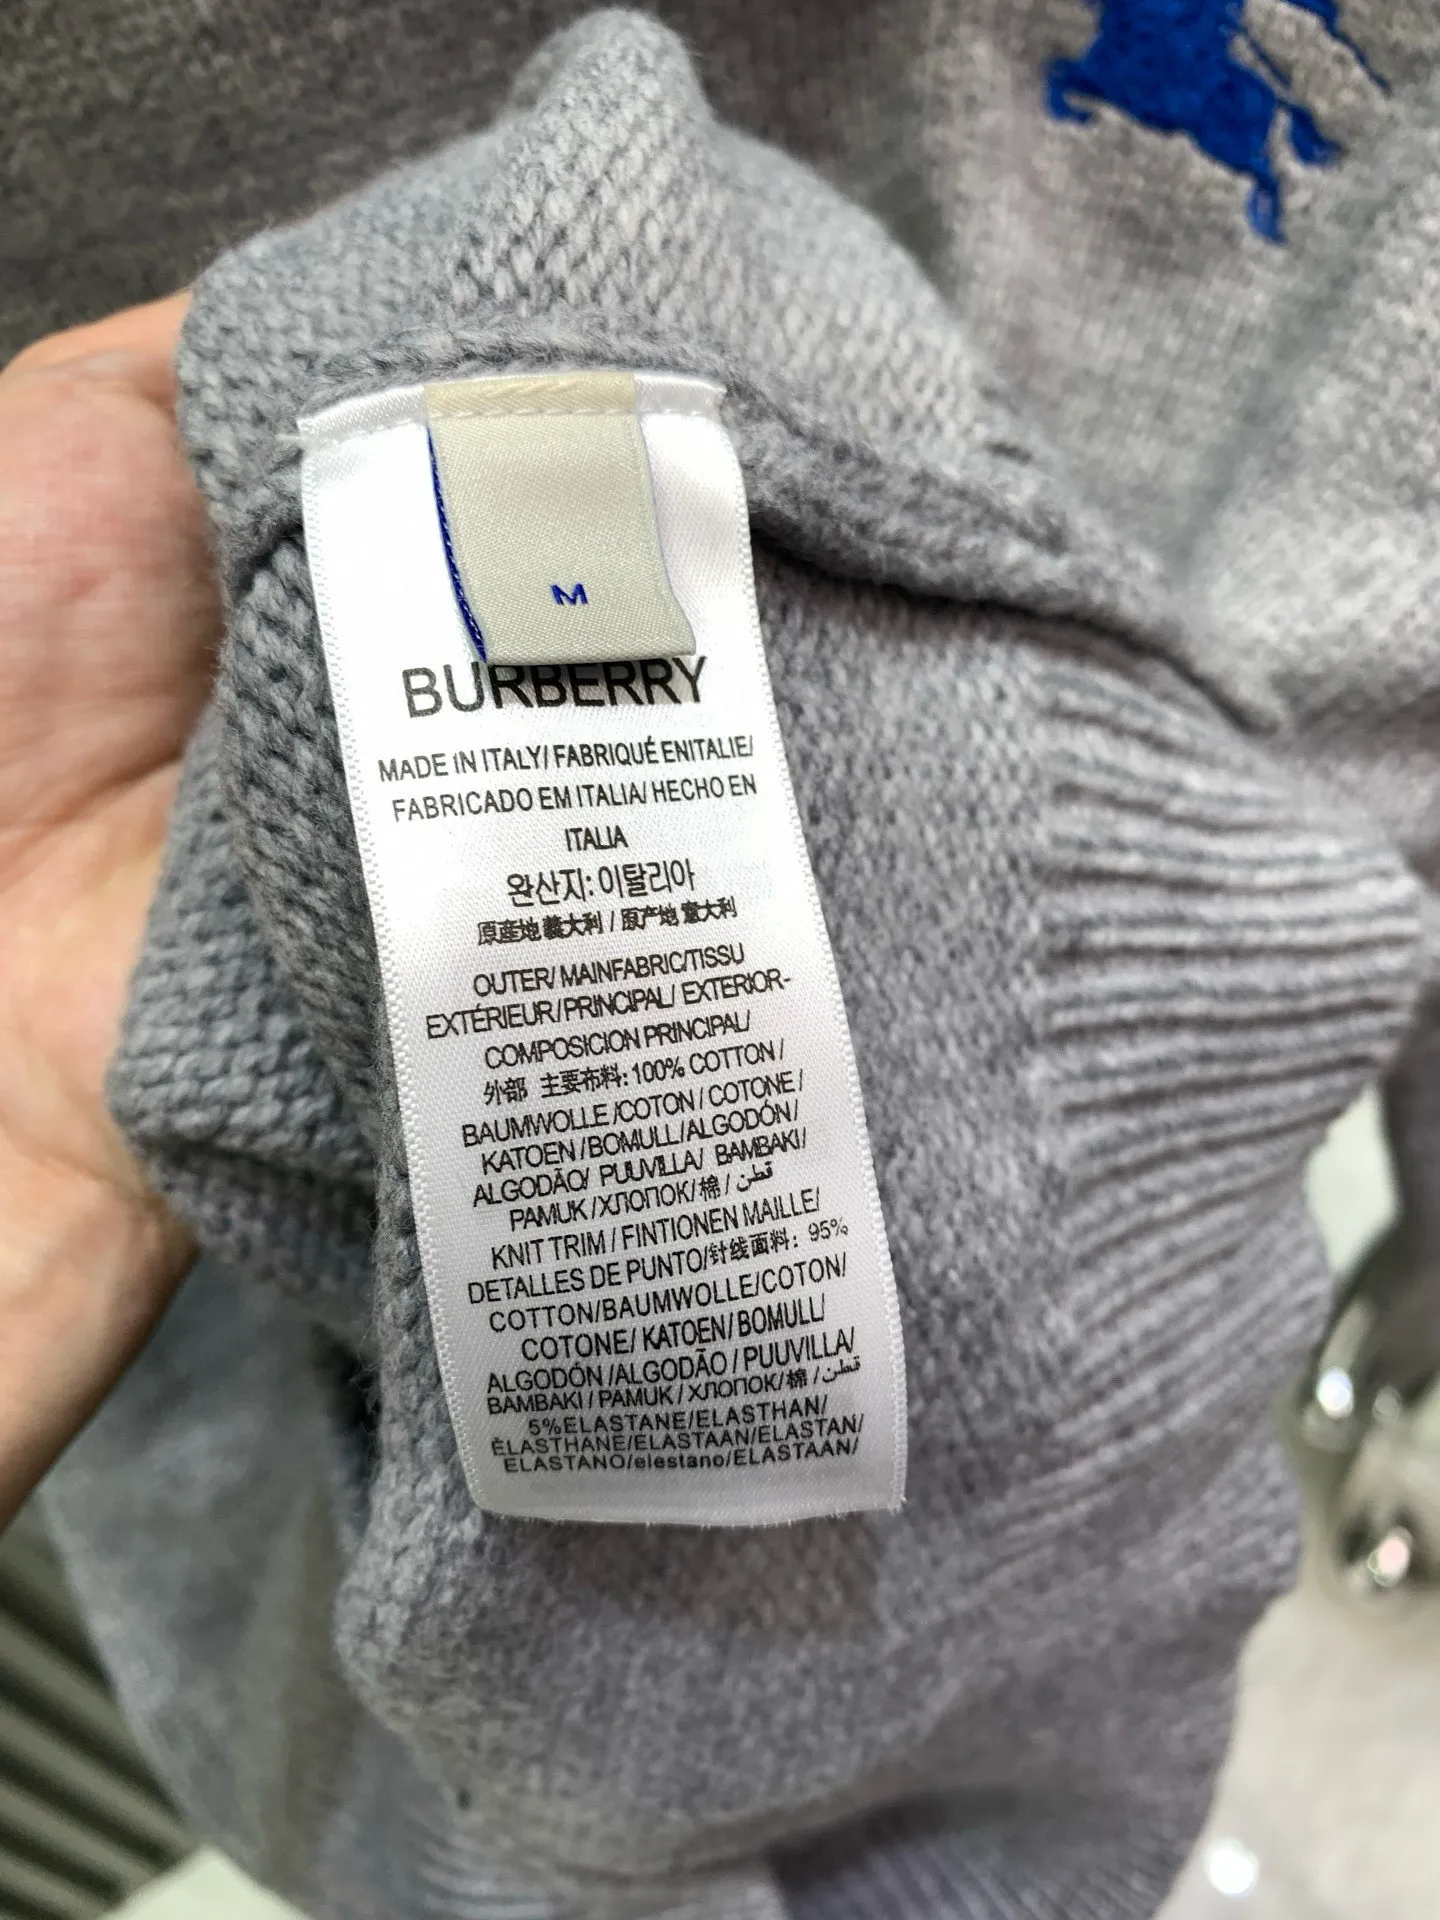 M
BURBERRY
MADE IN ITALY/ FABRIQUÉ ENITALIE/
FABRICADO EM ITALIA/ HECHO EN
ITALIA
완산지: 이탈리아
原産地 義大利 / 原产地 意大利
OUTER/ MAINFABRIC/TISSU
EXTÉRIEUR/PRINCIPAL/ EXTERIOR-
COMPOSICION PRINCIPAL/
外部 主要布料: 100% COTTON /
BAUMWOLLE /COTON / COTONE /
KATOEN /BOMULL/ALGODÓN/
ALGODÃO/ PUUVILLA/ BAMBAKI/
PAMUK /ХЛОПОК/ 棉 / قطن
KNIT TRIM / FINTIONEN MAILLE/
DETALLES DE PUNTO/针线面料: 95%
COTTON/BAUMWOLLE/COTON/
COTONE/ KATOEN/ BOMULL/
ALGODÓN /ALGODÃO / PUUVILLA/
BAMBAKI / PAMUK / ХЛОПОК/ 棉 / قطن
5%ELASTANE/ELASTHAN/
ÉLASTHANE/ELASTAAN/ELASTAN/
ELASTANO/elestano/ELASTAAN/